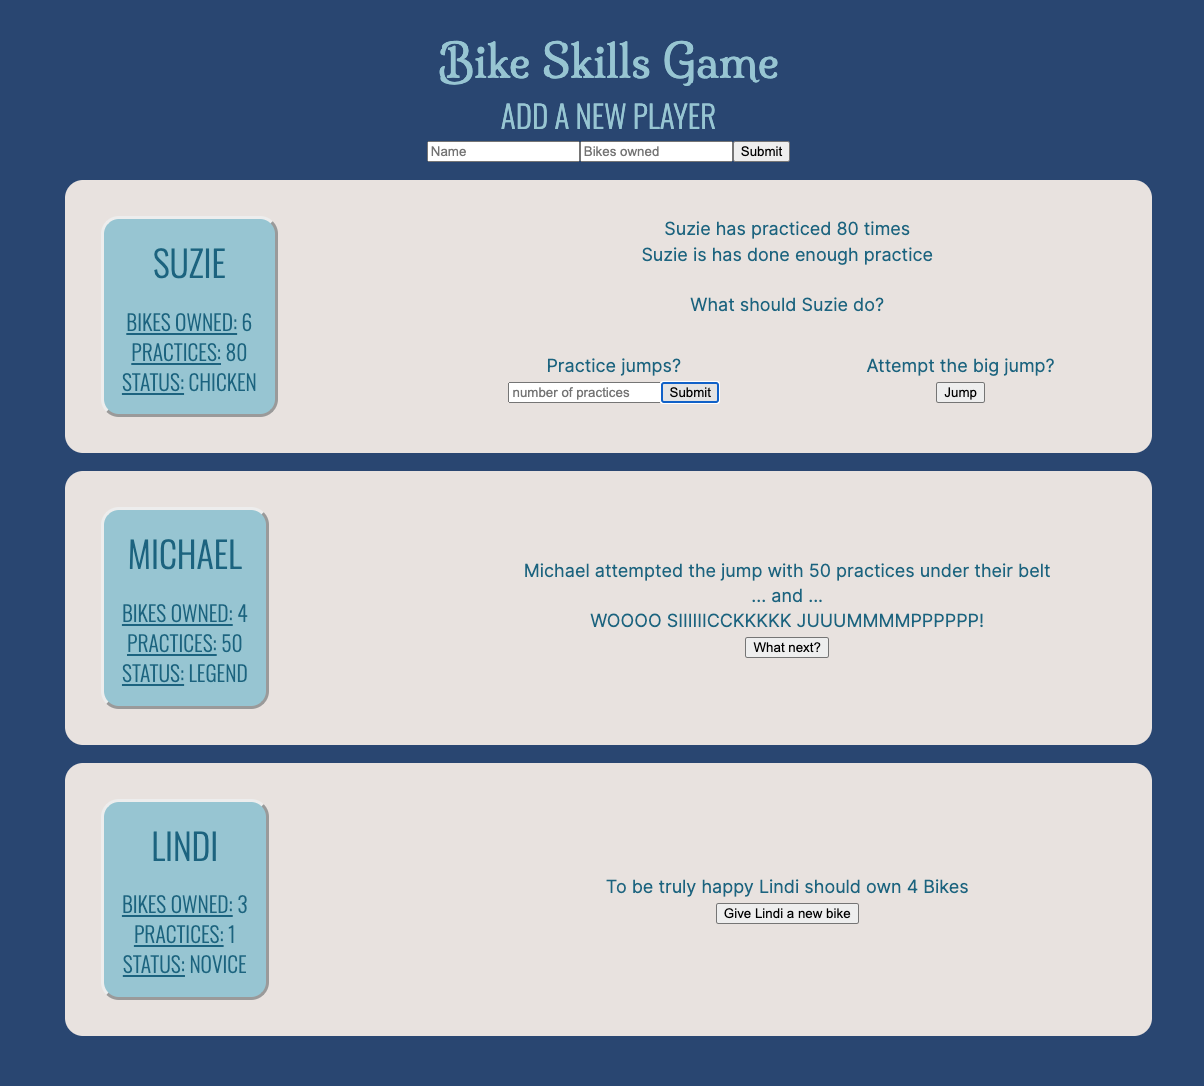 Bike Skills Game
ADD A NEW PLAYER
Name Bikes owned Submit
SUZIE
BIKES OWNED: 6
PRACTICES: 80
STATUS: CHICKEN
Suzie has practiced 80 times
Suzie is has done enough practice
What should Suzie do?
Practice jumps?
number of practices Submit
Attempt the big jump?
Jump
MICHAEL
BIKES OWNED: 4
PRACTICES: 50
STATUS: LEGEND
Michael attempted the jump with 50 practices under their belt
... and ...
WOOOO SIIIIIICCKKKKK JUUUMMMMPPPPPP!
What next?
LINDI
BIKES OWNED: 3
PRACTICES: 1
STATUS: NOVICE
To be truly happy Lindi should own 4 Bikes
Give Lindi a new bike